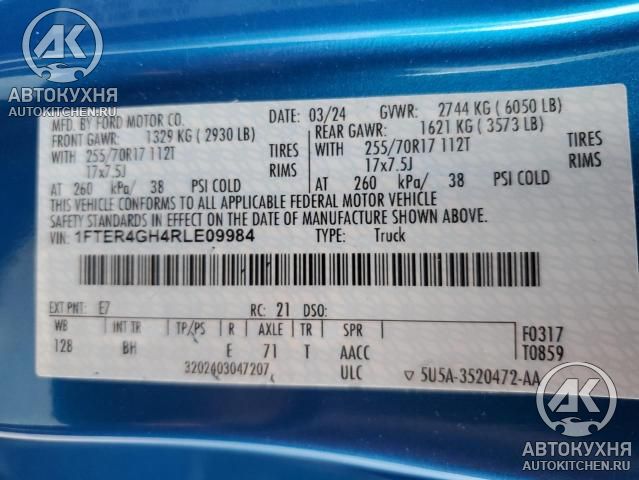 AK
АВТОКУХНЯ
AUTOKITCHEN.RU
MFD. BY FORD MOTOR CO.
DATE: 03/24 GVWR: 2744 KG ( 6050 LB)
FRONT GAWR: 1329 KG ( 2930 LB) REAR GAWR: 1621 KG ( 3573 LB)
WITH 255/70R17 112T TIRES WITH 255/70R17 112T TIRES
17x7.5J RIMS 17x7.5J RIMS
AT 260 kPa/ 38 PSI COLD AT 260 kPa/ 38 PSI COLD
THIS VEHICLE CONFORMS TO ALL APPLICABLE FEDERAL MOTOR VEHICLE
SAFETY STANDARDS IN EFFECT ON THE DATE OF MANUFACTURE SHOWN ABOVE.
VIN: 1FTER4GH4RLE09984 TYPE: Truck
EXT PNT: E7 RC: 21 DSO:
WB INT TR TP/PS R AXLE TR SPR F0317
128 BH E 71 T AACC T0859
3202403047207 ULC ▽ 5U5A-3520472-AA
AK
АВТОКУХНЯ
AUTOKITCHEN.RU